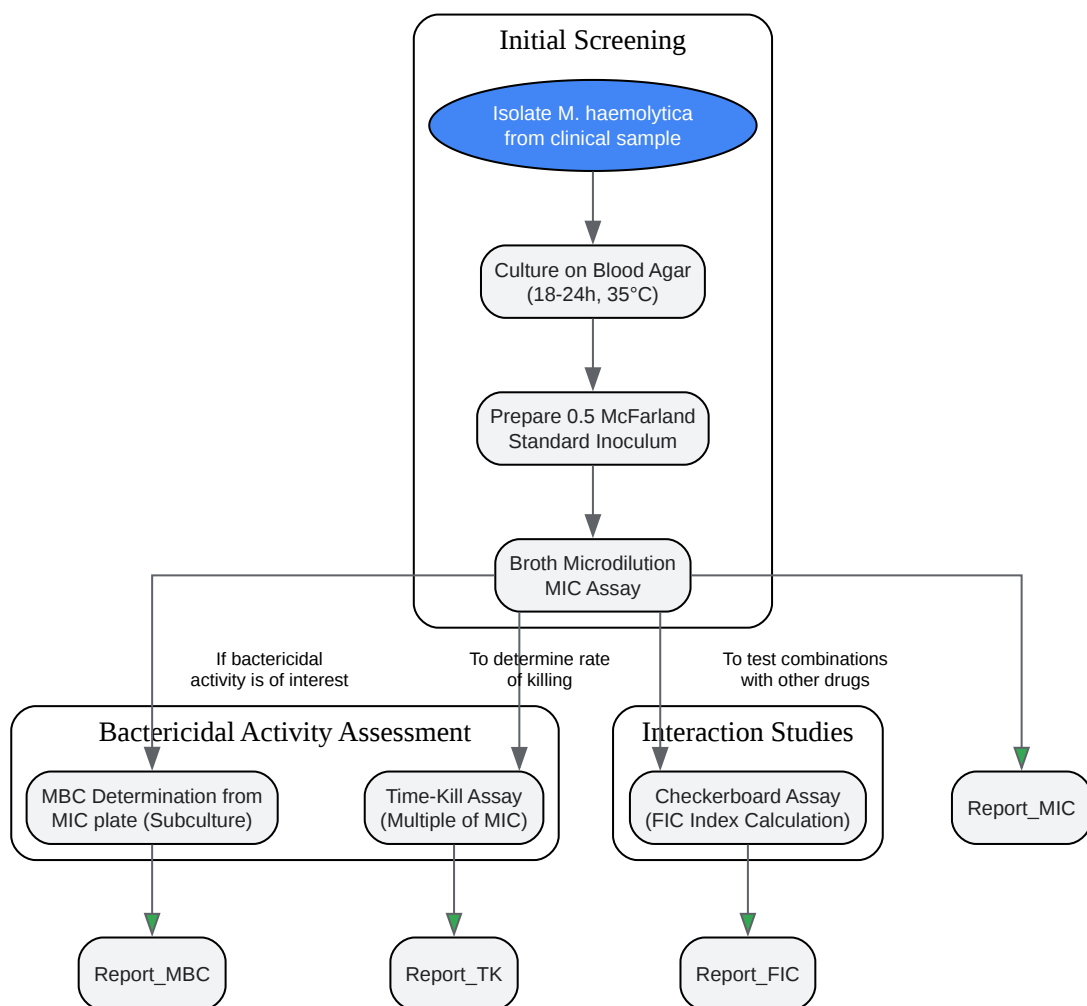 Initial Screening
Isolate M. haemolytica
from clinical sample
Culture on Blood Agar
(18-24h, 35°C)
Prepare 0.5 McFarland
Standard Inoculum
Broth Microdilution
MIC Assay
If bactericidal
activity is of interest
To determine rate
of killing
To test combinations
with other drugs
Bactericidal Activity Assessment
Interaction Studies
MBC Determination from
MIC plate (Subculture)
Time-Kill Assay
(Multiple of MIC)
Checkerboard Assay
(FIC Index Calculation)
Report_MIC
Report_MBC
Report_TK
Report_FIC